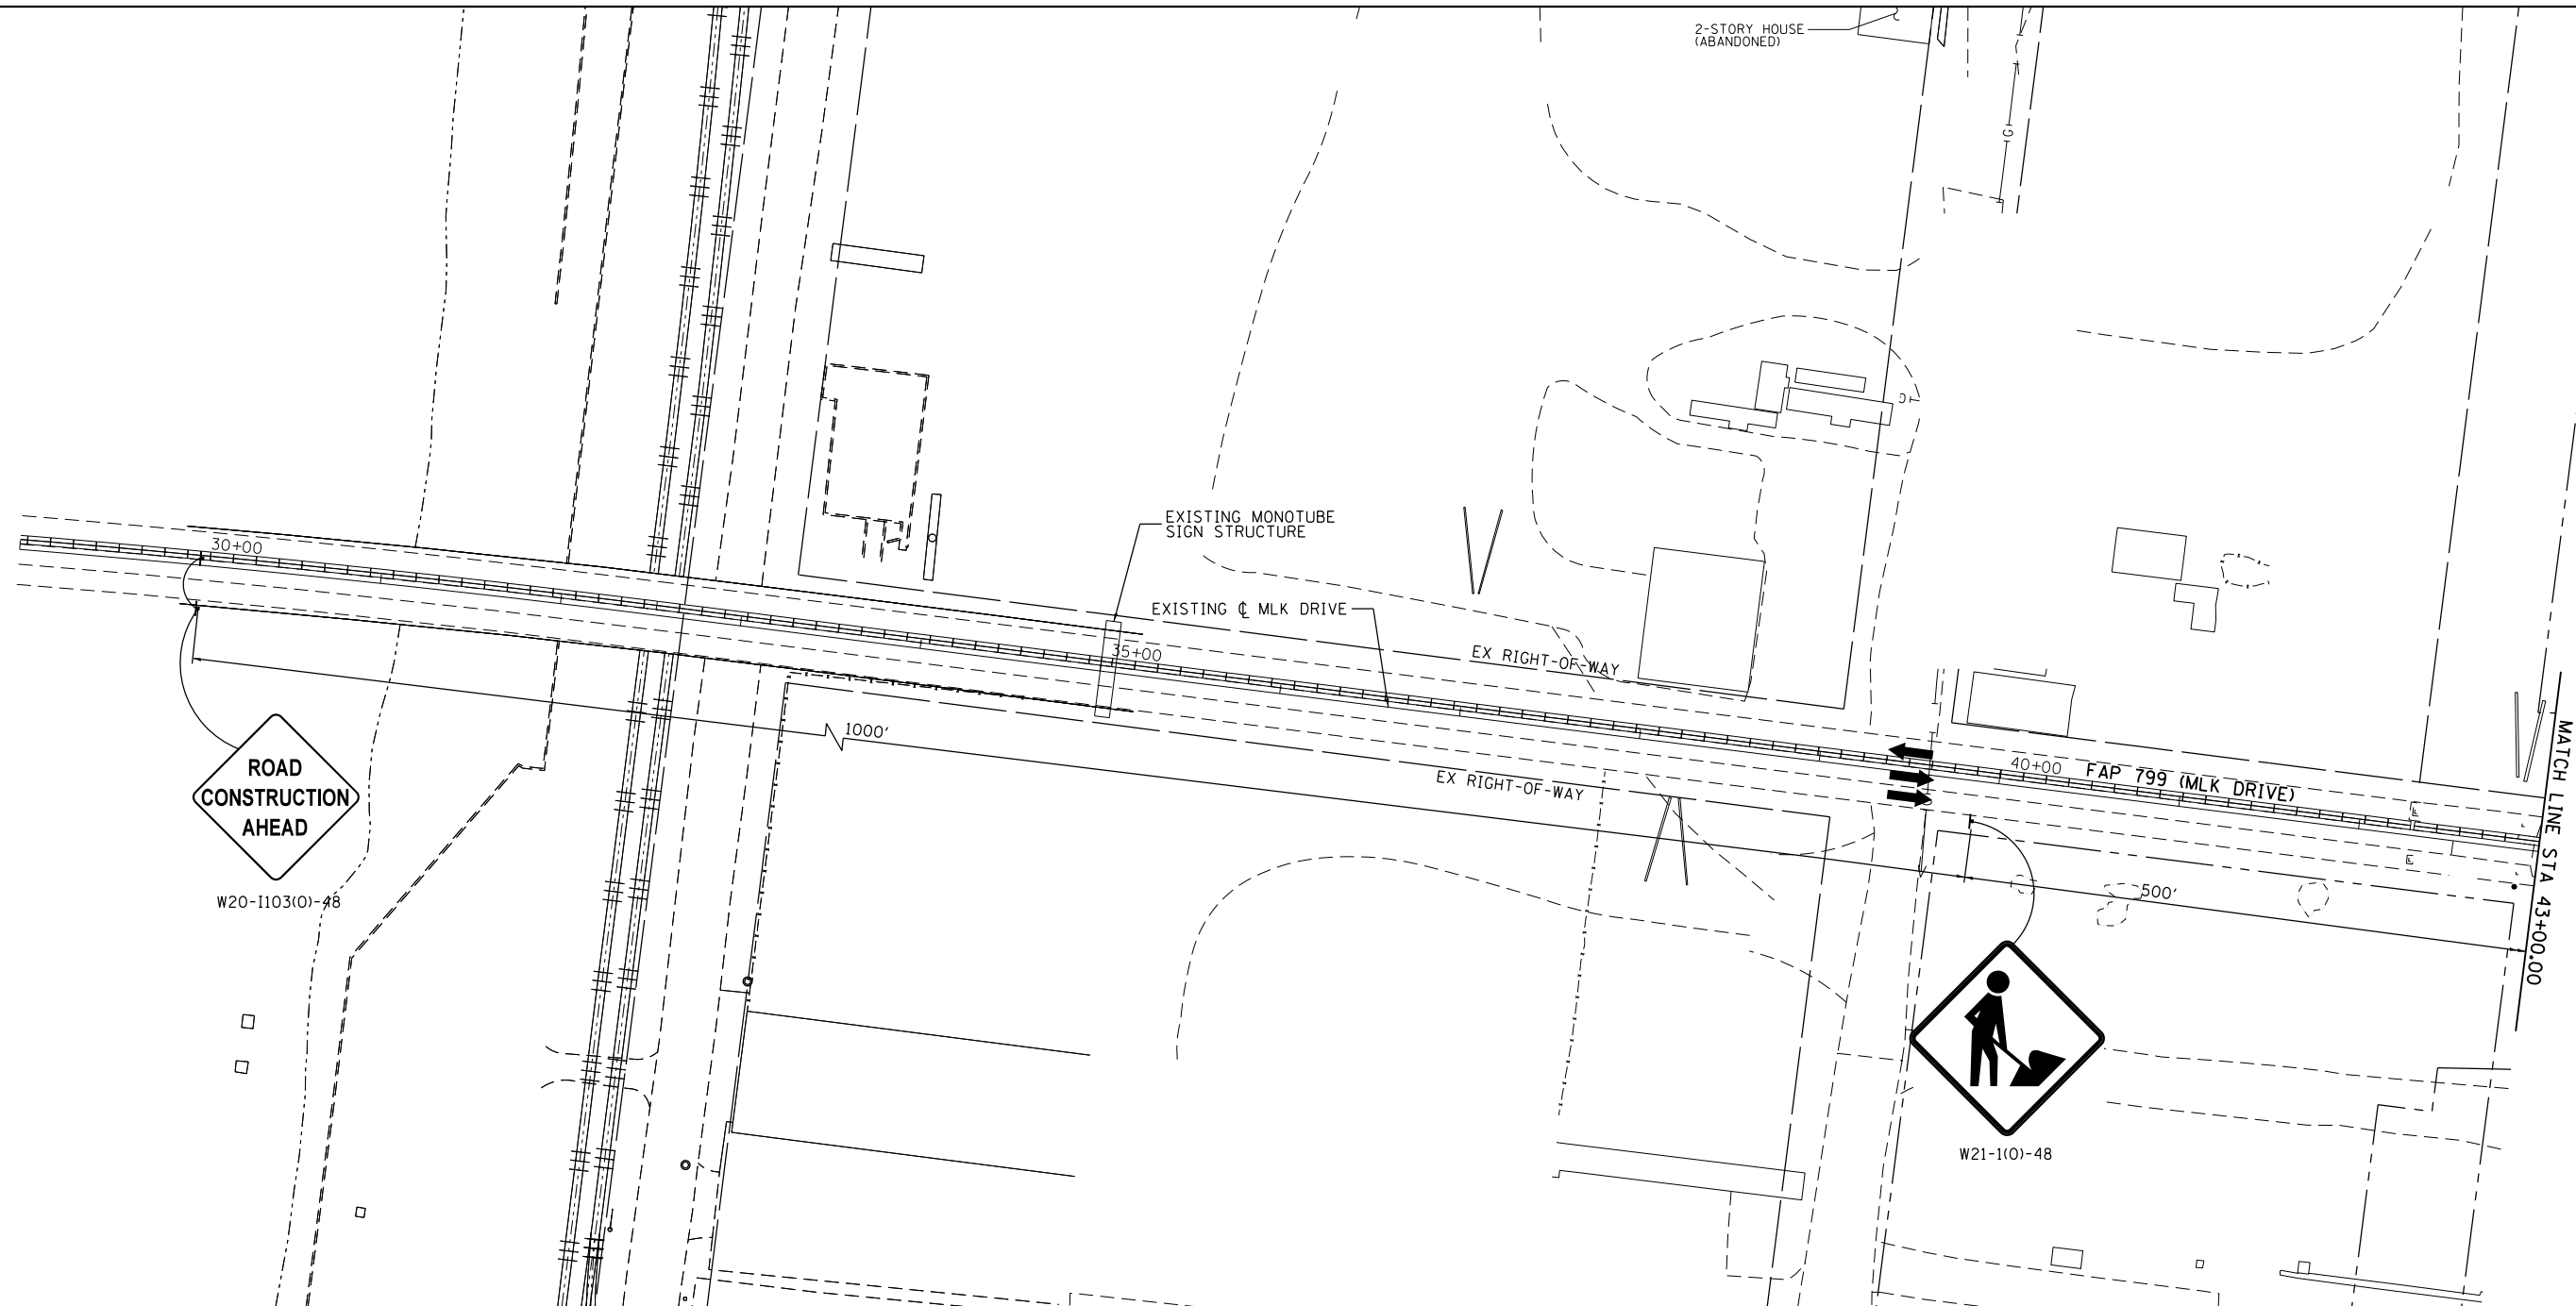 2-STORY HOUSE
(ABANDONED)
G
EXISTING MONOTUBE
SIGN STRUCTURE
30+00
EXISTING ℄ MLK DRIVE
35+00
EX RIGHT-OF-WAY
1000'
EX RIGHT-OF-WAY
40+00
FAP 799 (MLK DRIVE)
MATCH LINE STA 43+00.00
500'
ROAD
CONSTRUCTION
AHEAD
W20-I103(O)-48
W21-1(O)-48